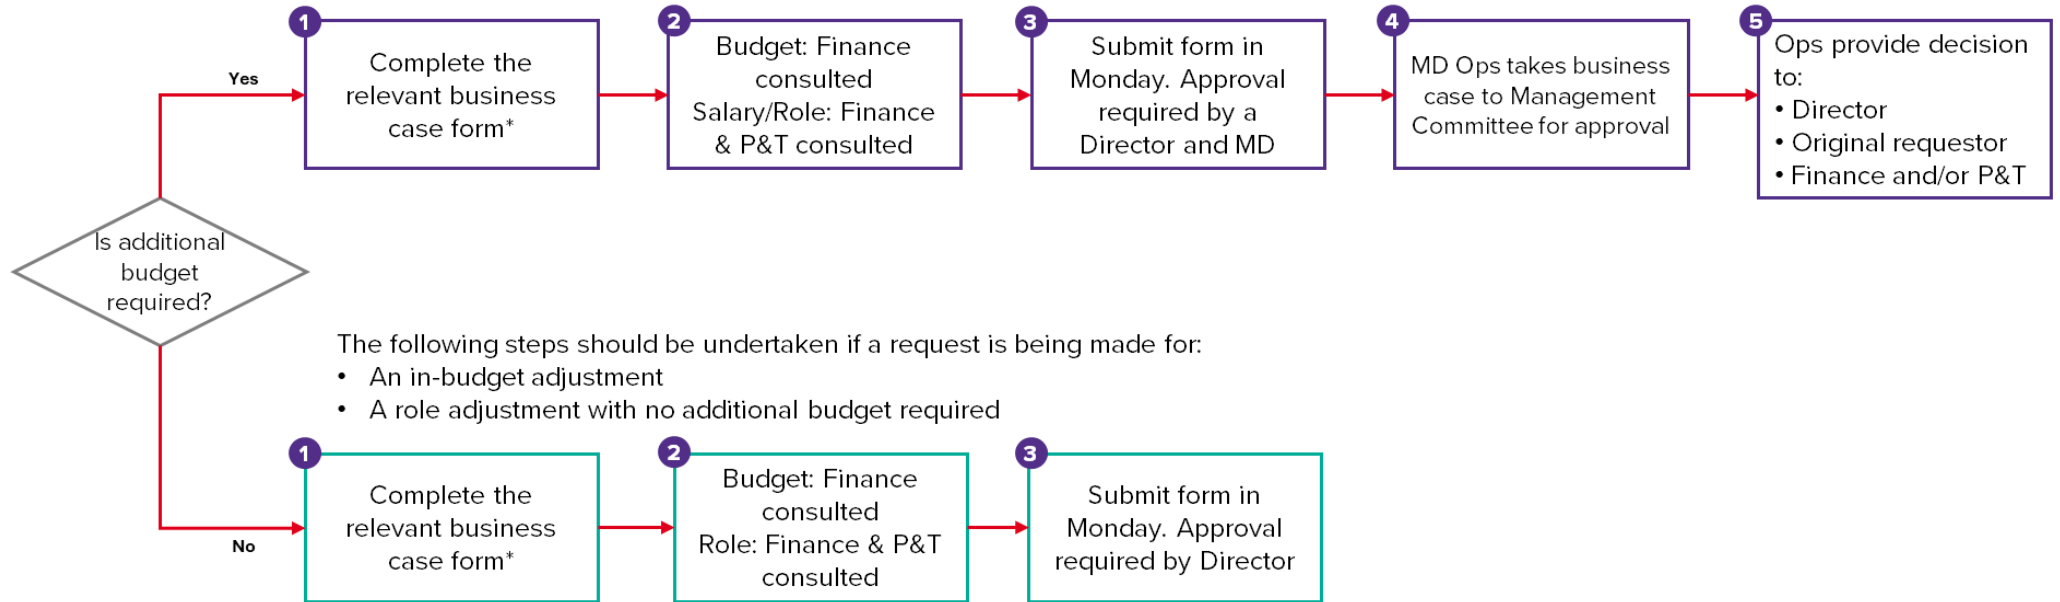 1
Complete the
relevant business
case form*
2
Budget: Finance
consulted
Salary/Role: Finance
& P&T consulted
3
Submit form in
Monday. Approval
required by a
Director and MD
4
MD Ops takes business
case to Management
Committee for approval
5
Ops provide decision
to:
• Director
• Original requestor
• Finance and/or P&T
Yes
Is additional
budget
required?
The following steps should be undertaken if a request is being made for:
• An in-budget adjustment
• A role adjustment with no additional budget required
No
1
Complete the
relevant business
case form*
2
Budget: Finance
consulted
Role: Finance & P&T
consulted
3
Submit form in
Monday. Approval
required by Director